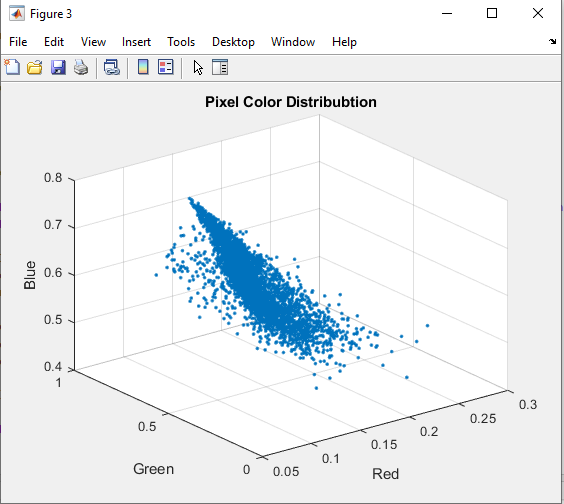 Figure 3
File Edit View Insert Tools Desktop Window Help
Pixel Color Distribubtion
0.8
0.7
0.6
0.5
0.4
Blue
1
0.5
0
Green
0.05
0.1
0.15
0.2
0.25
0.3
Red